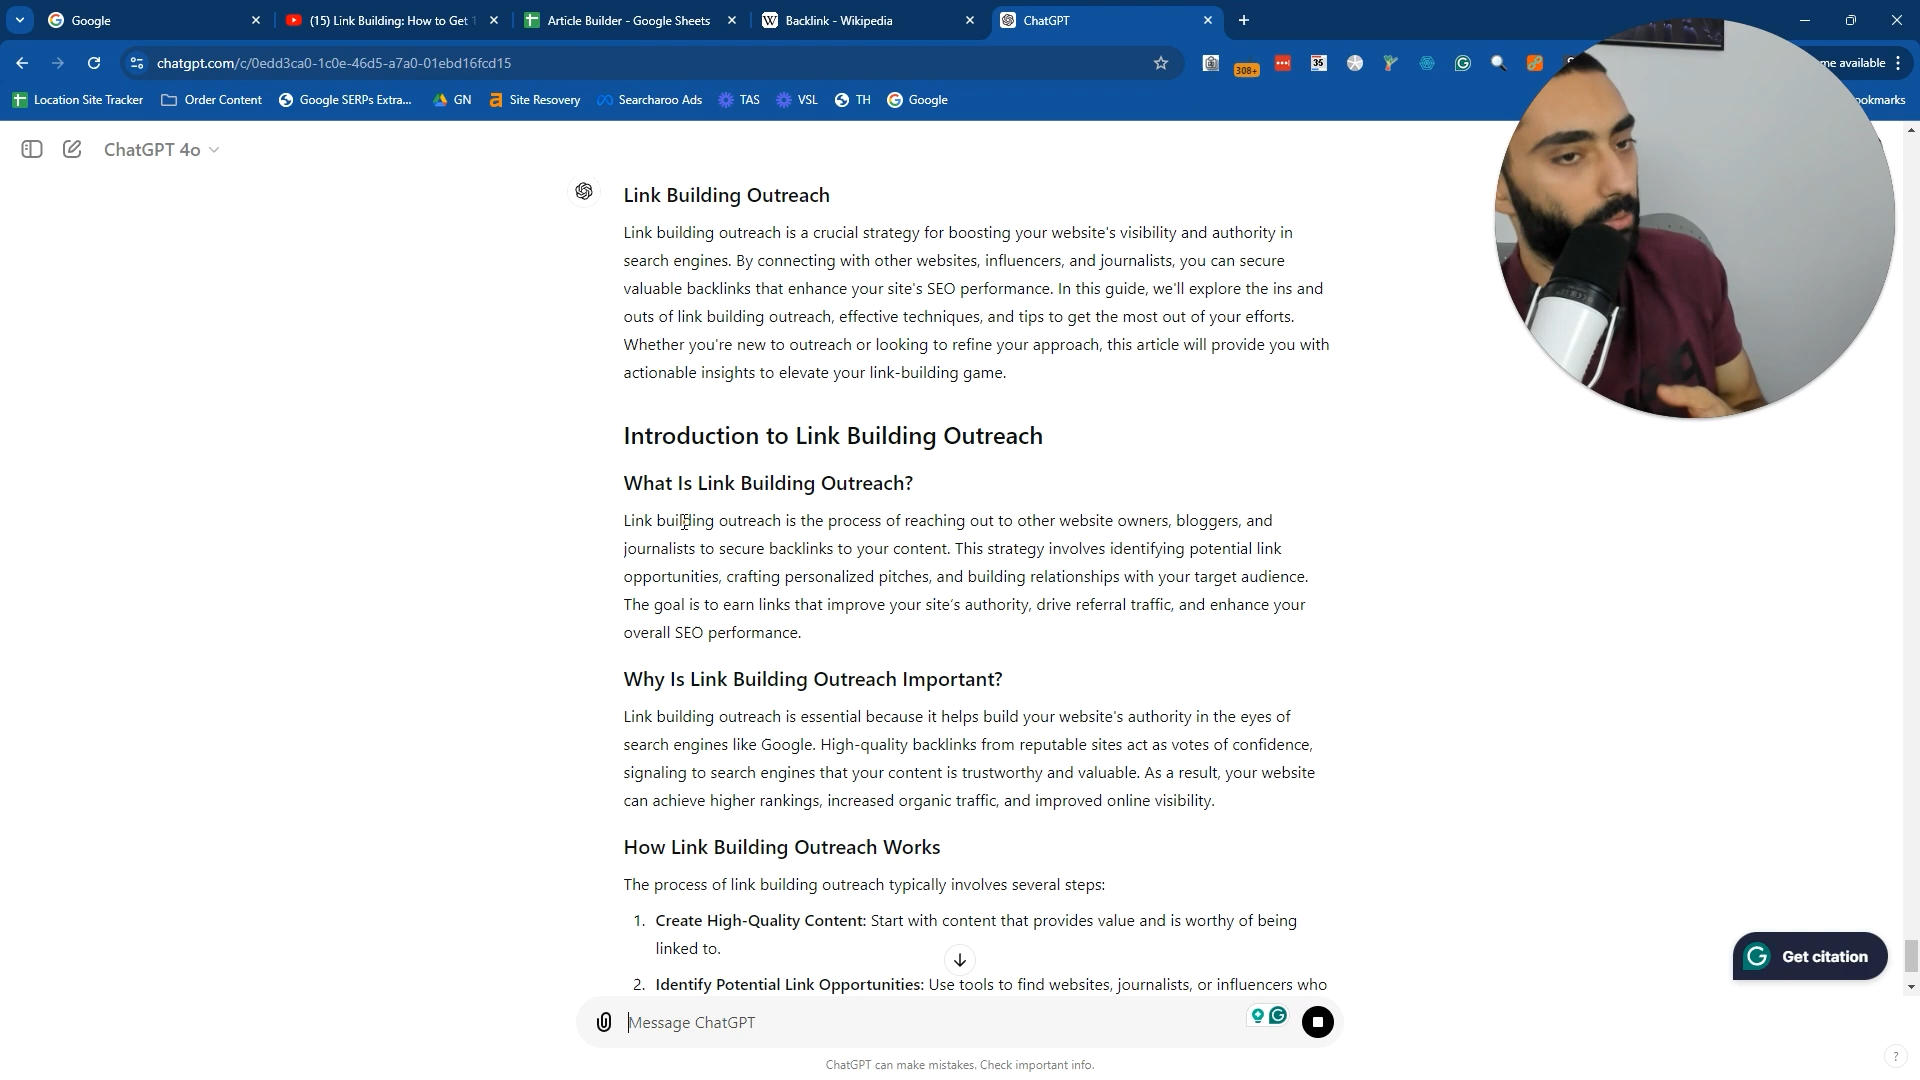 Google
(15) Link Building: How to Get 1
Article Builder - Google Sheets
W
Backlink - Wikipedia
ChatGPT
chatgpt.com/c/0edd3ca0-1c0e-46d5-a7a0-01ebd16fcd15
308+
35
me available
Location Site Tracker
Order Content
Google SERPs Extra...
GN
Site Recovery
Searcharoo Ads
TAS
VSL
TH
Google
ookmarks
ChatGPT 4o
Link Building Outreach
Link building outreach is a crucial strategy for boosting your website's visibility and authority in
search engines. By connecting with other websites, influencers, and journalists, you can secure
valuable backlinks that enhance your site's SEO performance. In this guide, we'll explore the ins and
outs of link building outreach, effective techniques, and tips to get the most out of your efforts.
Whether you're new to outreach or looking to refine your approach, this article will provide you with
actionable insights to elevate your link-building game.
Introduction to Link Building Outreach
What Is Link Building Outreach?
Link building outreach is the process of reaching out to other website owners, bloggers, and
journalists to secure backlinks to your content. This strategy involves identifying potential link
opportunities, crafting personalized pitches, and building relationships with your target audience.
The goal is to earn links that improve your site's authority, drive referral traffic, and enhance your
overall SEO performance.
Why Is Link Building Outreach Important?
Link building outreach is essential because it helps build your website's authority in the eyes of
search engines like Google. High-quality backlinks from reputable sites act as votes of confidence,
signaling to search engines that your content is trustworthy and valuable. As a result, your website
can achieve higher rankings, increased organic traffic, and improved online visibility.
How Link Building Outreach Works
The process of link building outreach typically involves several steps:
1. Create High-Quality Content: Start with content that provides value and is worthy of being
linked to.
2. Identify Potential Link Opportunities: Use tools to find websites, journalists, or influencers who
Get citation
Message ChatGPT
ChatGPT can make mistakes. Check important info.
?